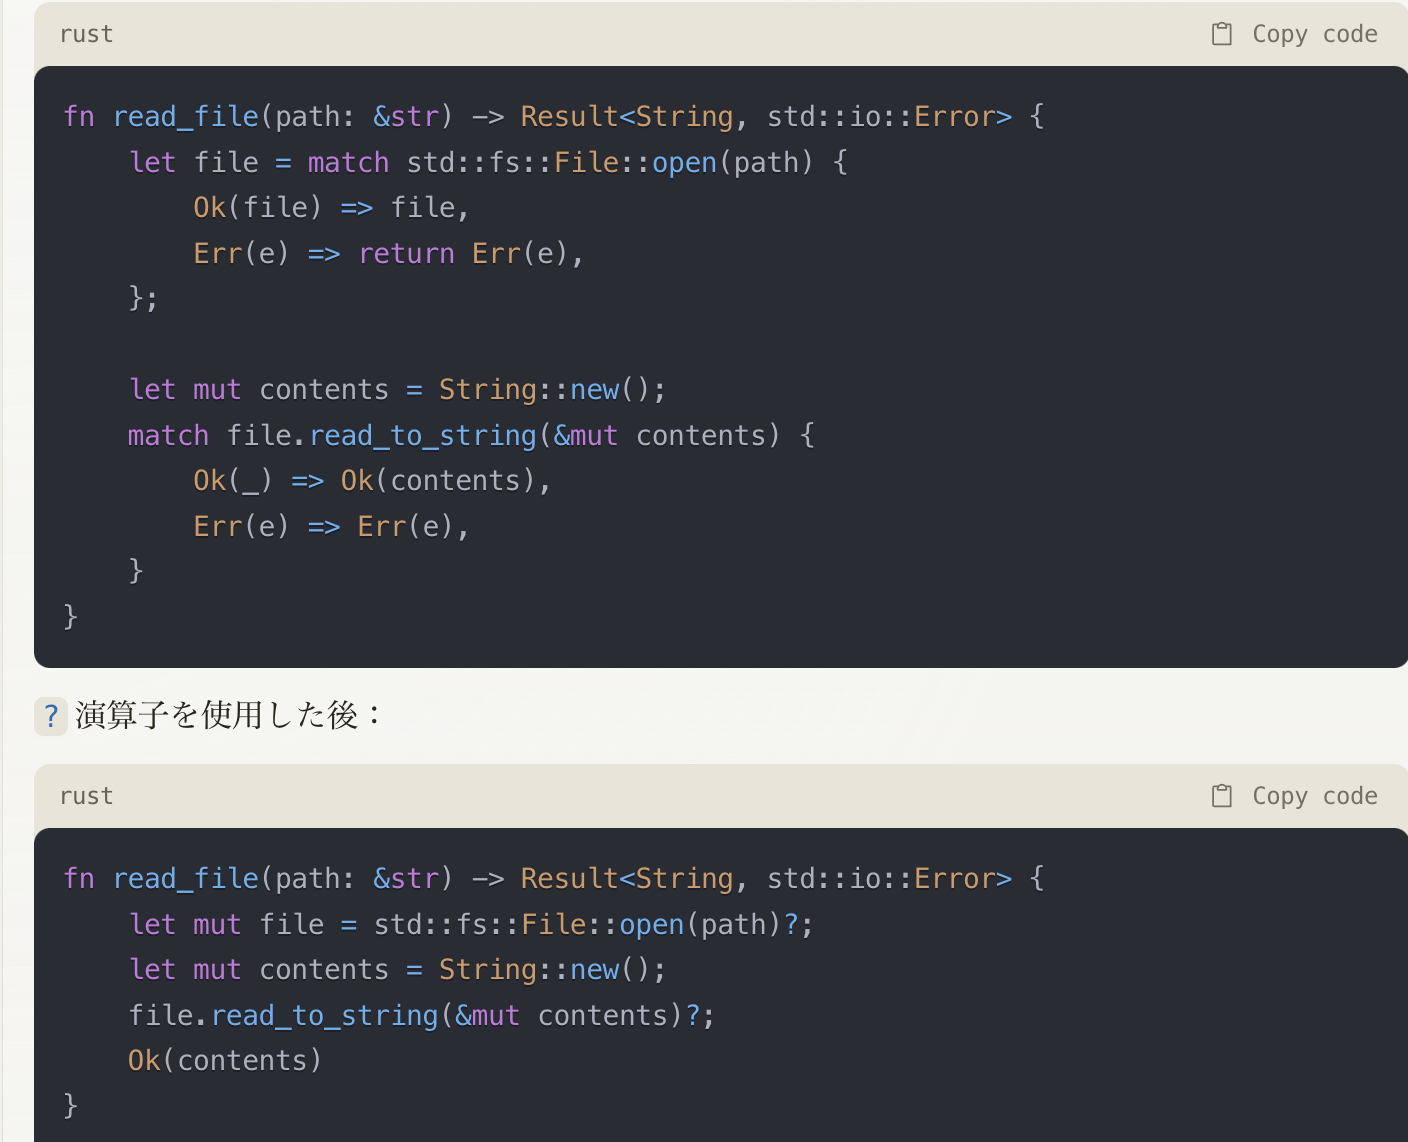 rust
Copy code
fn read_file(path: &str) -> Result<String, std::io::Error> {
    let file = match std::fs::File::open(path) {
        Ok(file) => file,
        Err(e) => return Err(e),
    };

    let mut contents = String::new();
    match file.read_to_string(&mut contents) {
        Ok(_) => Ok(contents),
        Err(e) => Err(e),
    }
}
? 演算子を使用した後：
rust
Copy code
fn read_file(path: &str) -> Result<String, std::io::Error> {
    let mut file = std::fs::File::open(path)?;
    let mut contents = String::new();
    file.read_to_string(&mut contents)?;
    Ok(contents)
}